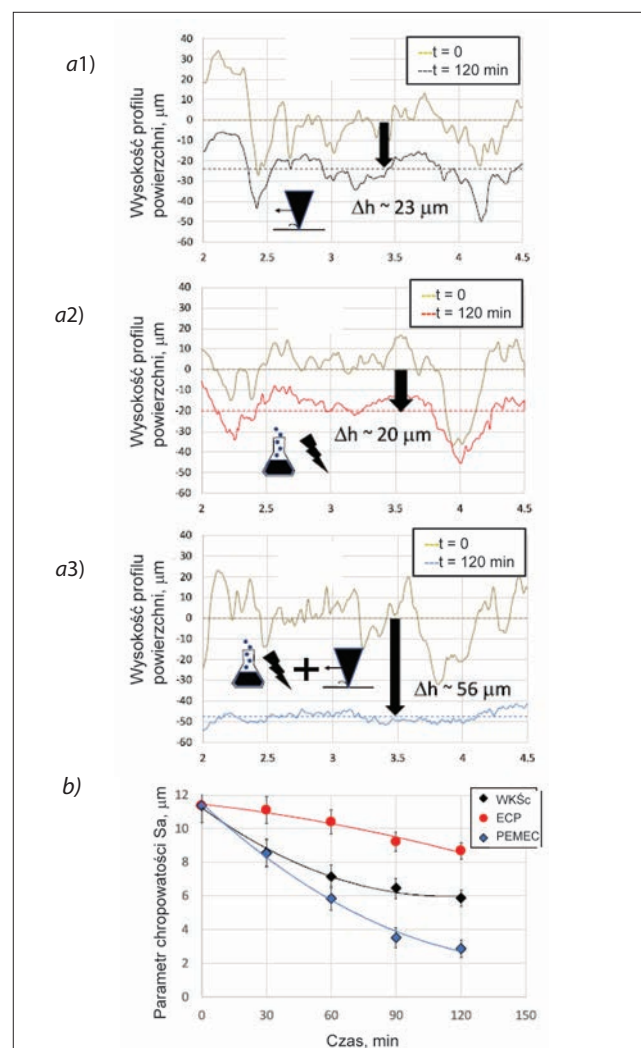 a1)
Wysokość profilu
powierzchni, µm
40
30
20
10
0
-10
-20
-30
-40
-50
-60
t = 0
t = 120 min
Δh ~ 23 µm
2 2.5 3 3.5 4 4.5
a2)
Wysokość profilu
powierzchni, µm
40
30
20
10
0
-10
-20
-30
-40
-50
-60
t = 0
t = 120 min
Δh ~ 20 µm
2 2.5 3 3.5 4 4.5
a3)
Wysokość profilu
powierzchni, µm
40
30
20
10
0
-10
-20
-30
-40
-50
-60
t = 0
t = 120 min
+
Δh ~ 56 µm
2 2.5 3 3.5 4 4.5
b)
Parametr chropowatości Sa, µm
12
10
8
6
4
2
0
WKŚc
ECP
PEMEC
0 30 60 90 120 150
Czas, min